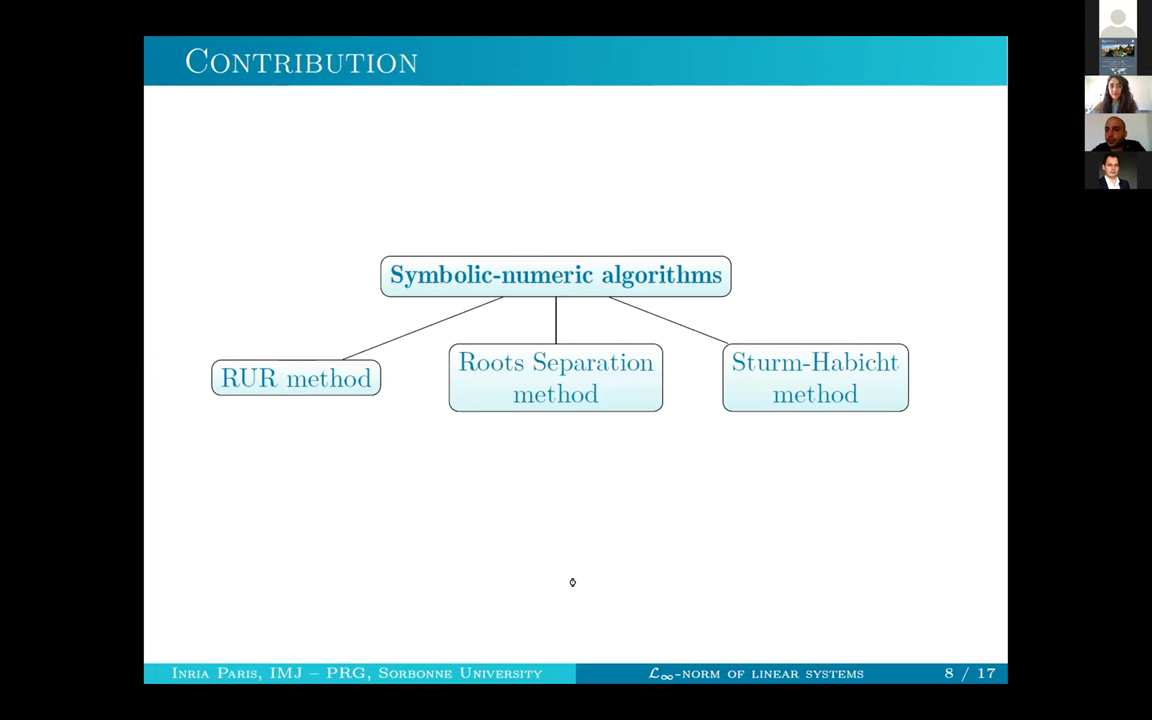 CONTRIBUTION
Symbolic-numeric algorithms
RUR method
Roots Separation
method
Sturm-Habicht
method
INRIA PARIS, IMJ – PRG, SORBONNE UNIVERSITY
ℒ∞-NORM OF LINEAR SYSTEMS
8 / 17